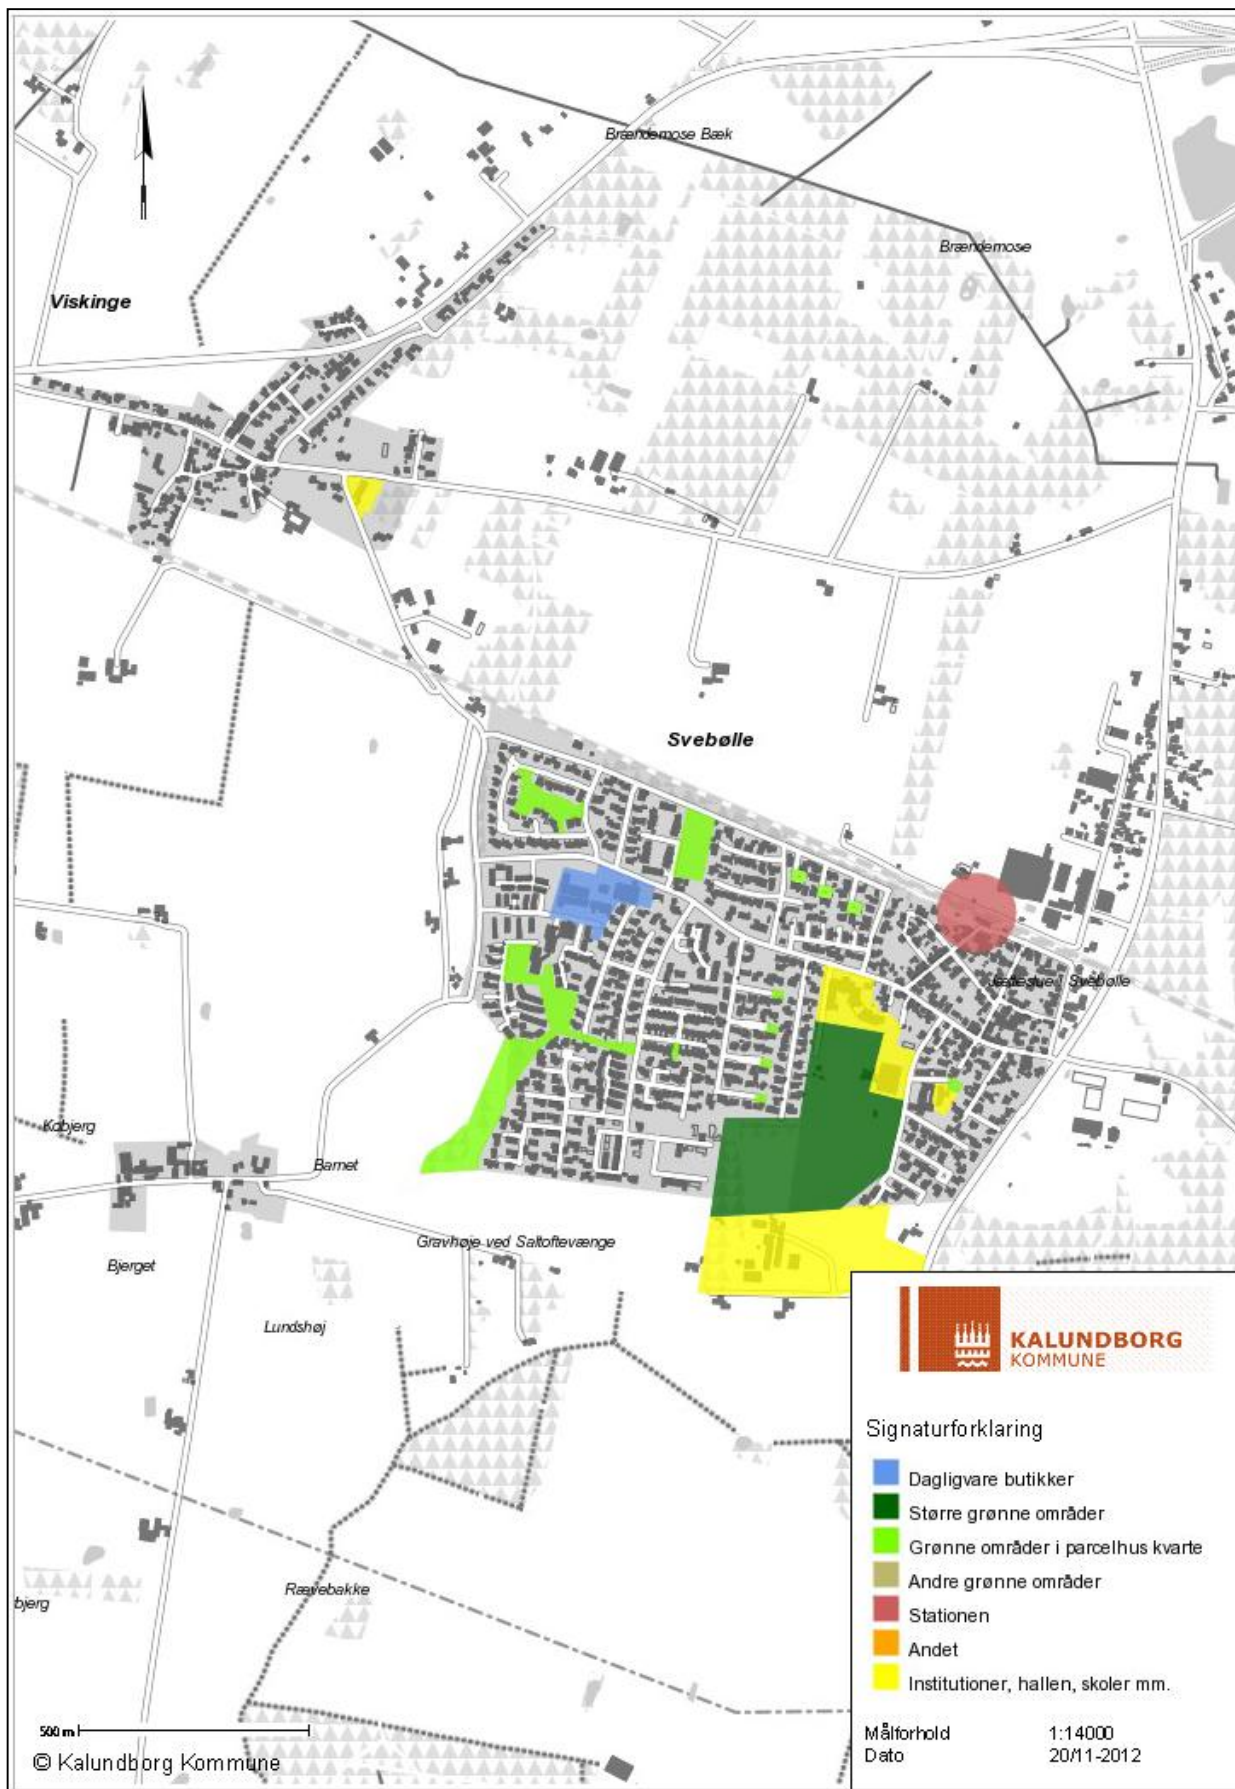 Brændemose Bæk
Brændemose
Viskinge
Svebølle
Jættestue i Svebølle
Købjerg
Barnet
Gravhøje ved Saltoftevænge
Bjerget
Lundshøj
KALUNDBORG
KOMMUNE
Signaturforklaring
Dagligvare butikker
Større grønne områder
Grønne områder i parcelhus kvarte
Andre grønne områder
Stationen
Andet
Institutioner, hallen, skoler mm.
Rævebakke
bjerg
500 m
© Kalundborg Kommune
Målforhold 1:14000
Dato 20/11-2012